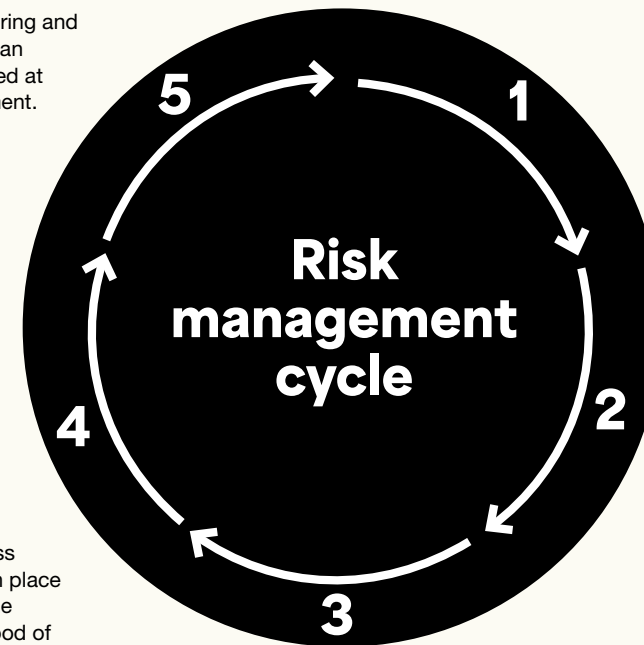 ring and
an
ed at
ent.
5
1
Risk
management
cycle
2
4
ss
n place
e
ood of
3